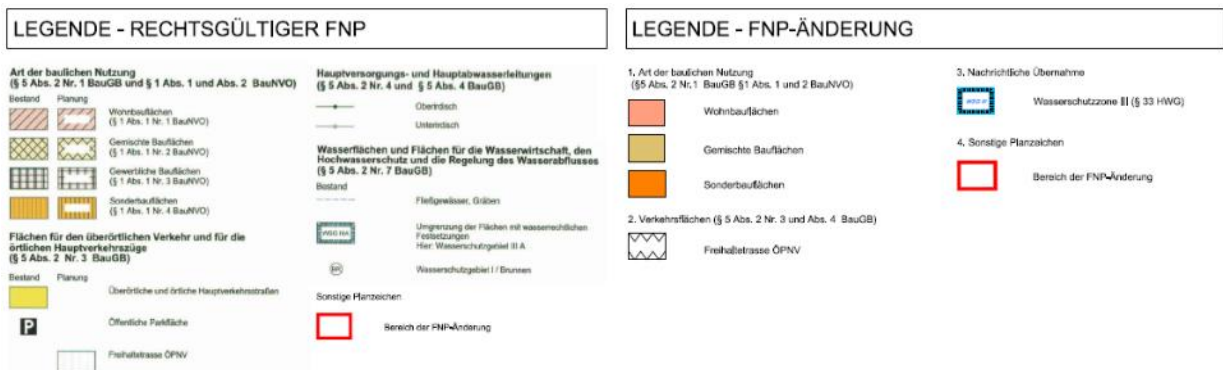 LEGENDE - RECHTSGÜLTIGER FNP
Art der baulichen Nutzung
(§ 5 Abs. 2 Nr. 1 BauGB und § 1 Abs. 1 und Abs. 2 BauNVO)
Bestand Planung
Wohnbauflächen
(§ 1 Abs. 1 Nr. 1 BauNVO)
Gemischte Bauflächen
(§ 1 Abs. 1 Nr. 2 BauNVO)
Gewerbliche Bauflächen
(§ 1 Abs. 1 Nr. 3 BauNVO)
Sonderbauflächen
(§ 1 Abs. 1 Nr. 4 BauNVO)
Flächen für den überörtlichen Verkehr und für die
örtlichen Hauptverkehrszüge
(§ 5 Abs. 2 Nr. 3 BauGB)
Bestand Planung
Überörtliche und örtliche Hauptverkehrsstraßen
P
Öffentliche Parkfläche
Freihaltetrasse ÖPNV
Hauptversorgungs- und Hauptabwasserleitungen
(§ 5 Abs. 2 Nr. 4 und § 5 Abs. 4 BauGB)
Oberirdisch
Unterirdisch
Wasserflächen und Flächen für die Wasserwirtschaft, den
Hochwasserschutz und die Regelung des Wasserabflusses
(§ 5 Abs. 2 Nr. 7 BauGB)
Bestand
Fließgewässer, Gräben
WSG IIIA
Umgrenzung der Flächen mit wasserrechtlichen
Festsetzungen
Hier: Wasserschutzgebiet III A
BR
Wasserschutzgebiet I / Brunnen
Sonstige Planzeichen
Bereich der FNP-Änderung
LEGENDE - FNP-ÄNDERUNG
1. Art der baulichen Nutzung
(§5 Abs. 2 Nr.1 BauGB §1 Abs. 1 und 2 BauNVO)
Wohnbauflächen
Gemischte Bauflächen
Sonderbauflächen
2. Verkehrsflächen (§ 5 Abs. 2 Nr. 3 und Abs. 4 BauGB)
Freihaltetrasse ÖPNV
3. Nachrichtliche Übernahme
WSG III
Wasserschutzzone III (§ 33 HWG)
4. Sonstige Planzeichen
Bereich der FNP-Änderung